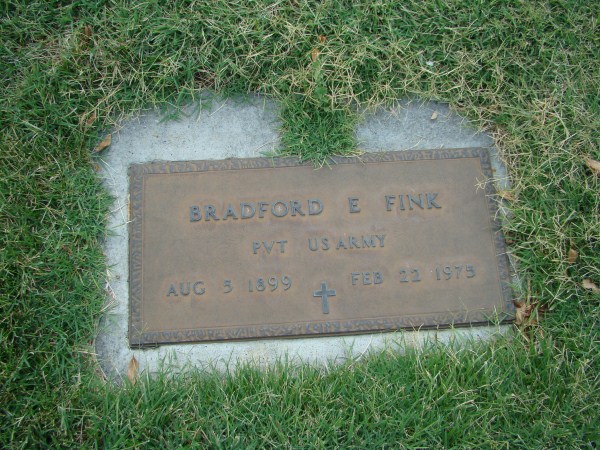 BRADFORD E FINK
PVT US ARMY
AUG 5 1899 FEB 22 1975